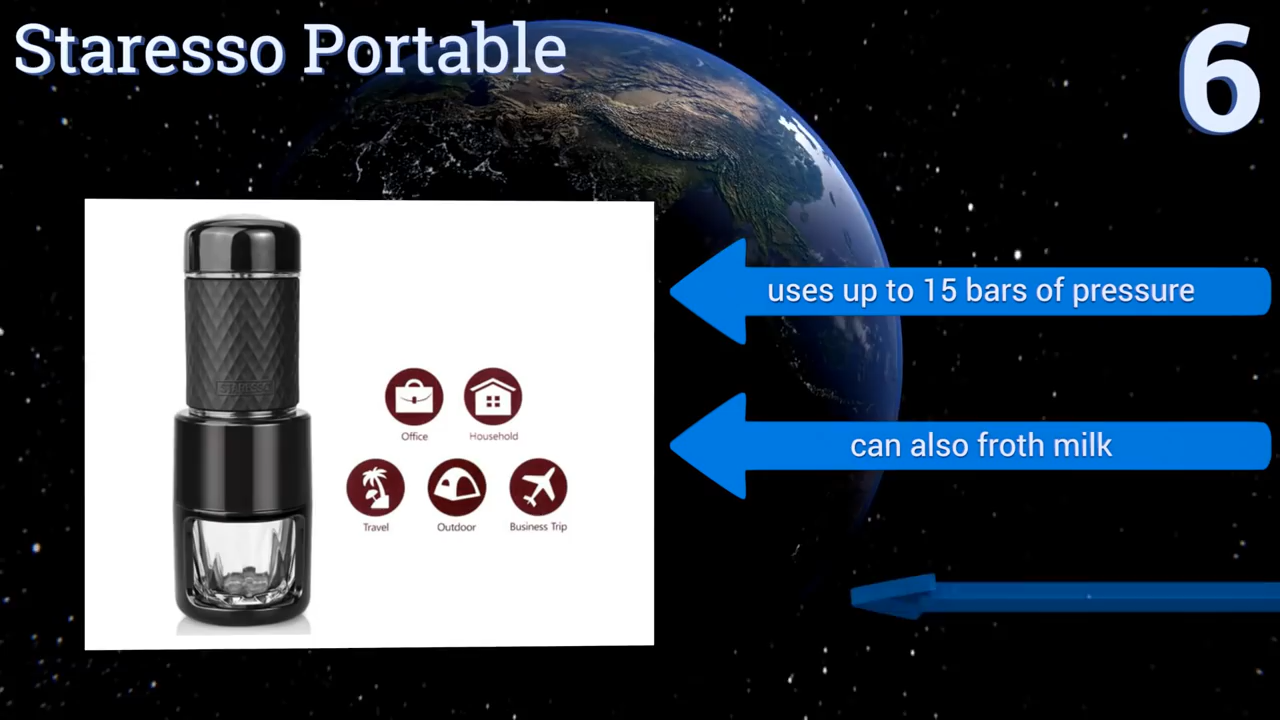 Staresso Portable
6
uses up to 15 bars of pressure
can also froth milk
STARESSO
Office
Household
Travel
Outdoor
Business Trip